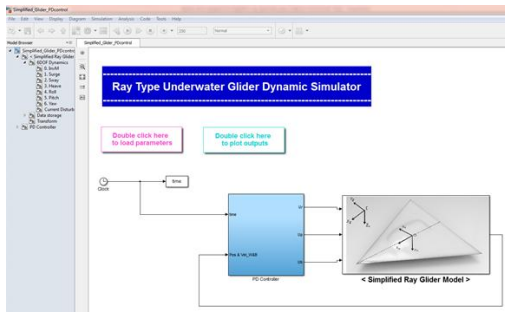 Simplified_Glider_PDcontrol
File Edit View Display Diagram Simulation Analysis Code Tools Help
200
Normal
Model Browser
Simplified_Glider_PDcontrol
Simplified_Glider_PDcontro
< Simplified Ray Glider
6DOF Dynamics
1. Surge
2. Sway
3. Heave
4. Roll
5. Pitch
6. Yaw
Current Disturb
Data storage
Transform
PD Controller
Ray Type Underwater Glider Dynamic Simulator
Double click here
to load parameters
Double click here
to plot outputs
Clock
time
time
PD Controller
< Simplified Ray Glider Model >